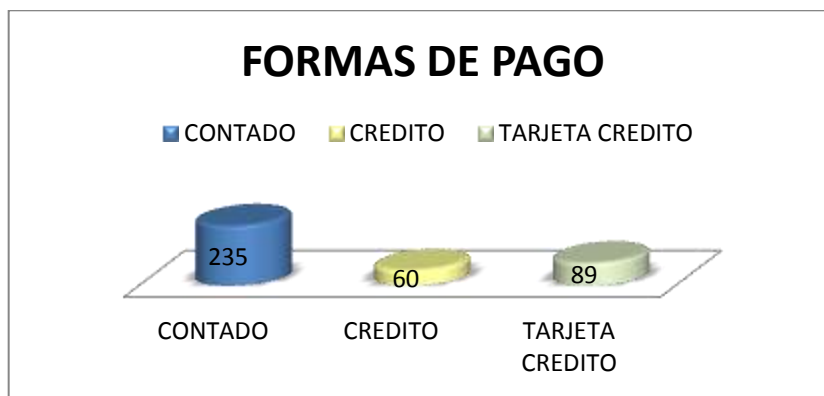 FORMAS DE PAGO
CONTADO CREDITO TARJETA CREDITO
235
60
89
CONTADO CREDITO TARJETA
CREDITO